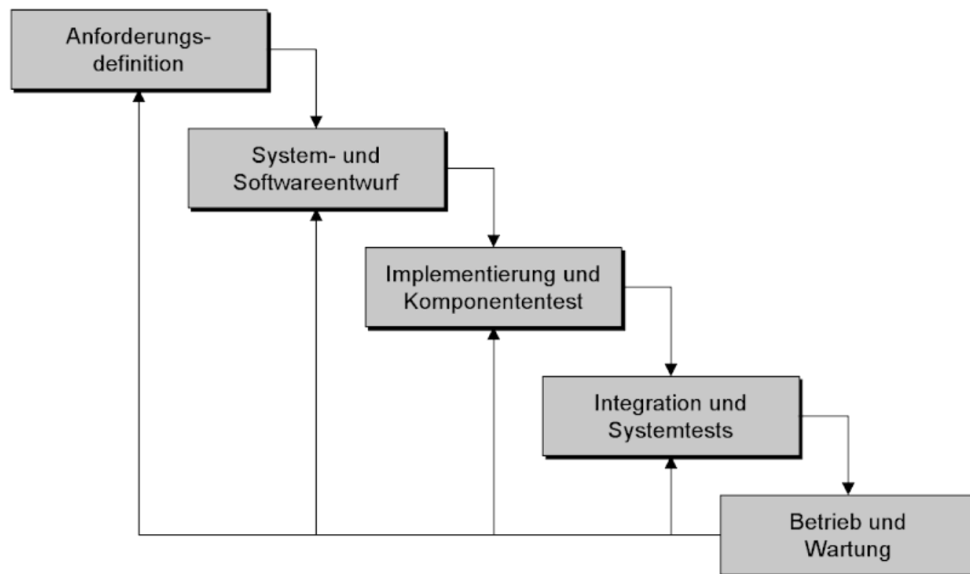 Anforderungs-
definition
System- und
Softwareentwurf
Implementierung und
Komponententest
Integration und
Systemtests
Betrieb und
Wartung